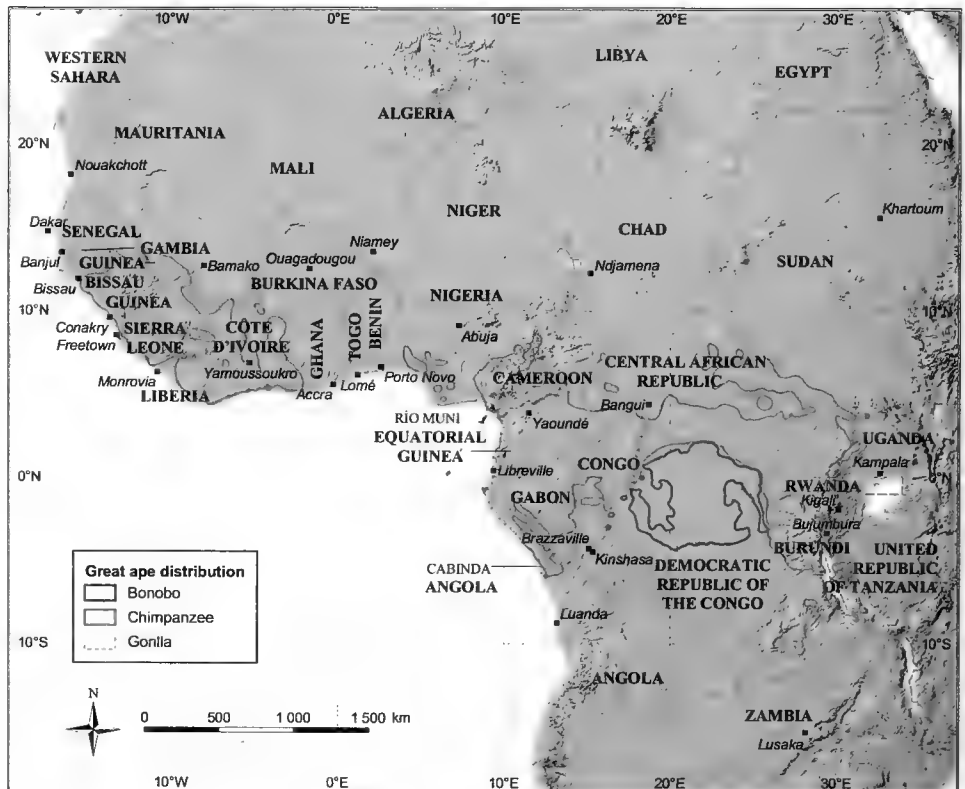 10°W
0°E
10°E
20°E
30°E
WESTERN
SAHARA
LIBYA
EGYPT
ALGERIA
MAURITANIA
20°N
20°N
MALI
Nouakchott
NIGER
Khartoum
CHAD
Dakar
SENEGAL
GAMBIA
Niamey
Banjul
GUINEA-
BISSAU
Bamako
Ouagadougou
Ndjamena
SUDAN
Bissau
BURKINA FASO
GUINEA
NIGERIA
10°N
10°N
Conakry
SIERRA
LEONE
CÔTE
D'IVOIRE
GHANA
TOGO
BENIN
Abuja
Freetown
Yamoussoukro
CENTRAL AFRICAN
REPUBLIC
Monrovia
LIBERIA
Accra
Lomé
Porto Novo
CAMEROON
Bangui
RÍO MUNI
Yaoundé
EQUATORIAL
GUINEA
UGANDA
Kampala
0°N
0°N
Libreville
CONGO
GABON
RWANDA
Kigali
Brazzaville
Bujumbura
Kinshasa
BURUNDI
DEMOCRATIC
REPUBLIC OF
THE CONGO
UNITED
REPUBLIC
OF TANZANIA
CABINDA
ANGOLA
Great ape distribution
Bonobo
Chimpanzee
Gorilla
Luanda
10°S
10°S
ANGOLA
N
0 500 1 000 1 500 km
ZAMBIA
Lusaka
10°W
0°E
10°E
20°E
30°E